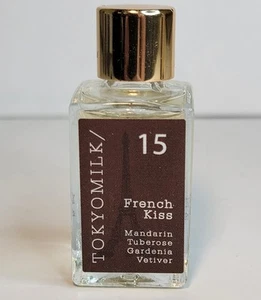 TOKYOMILK/
15
French
Kiss
Mandarin
Tuberose
Gardenia
Vetiver